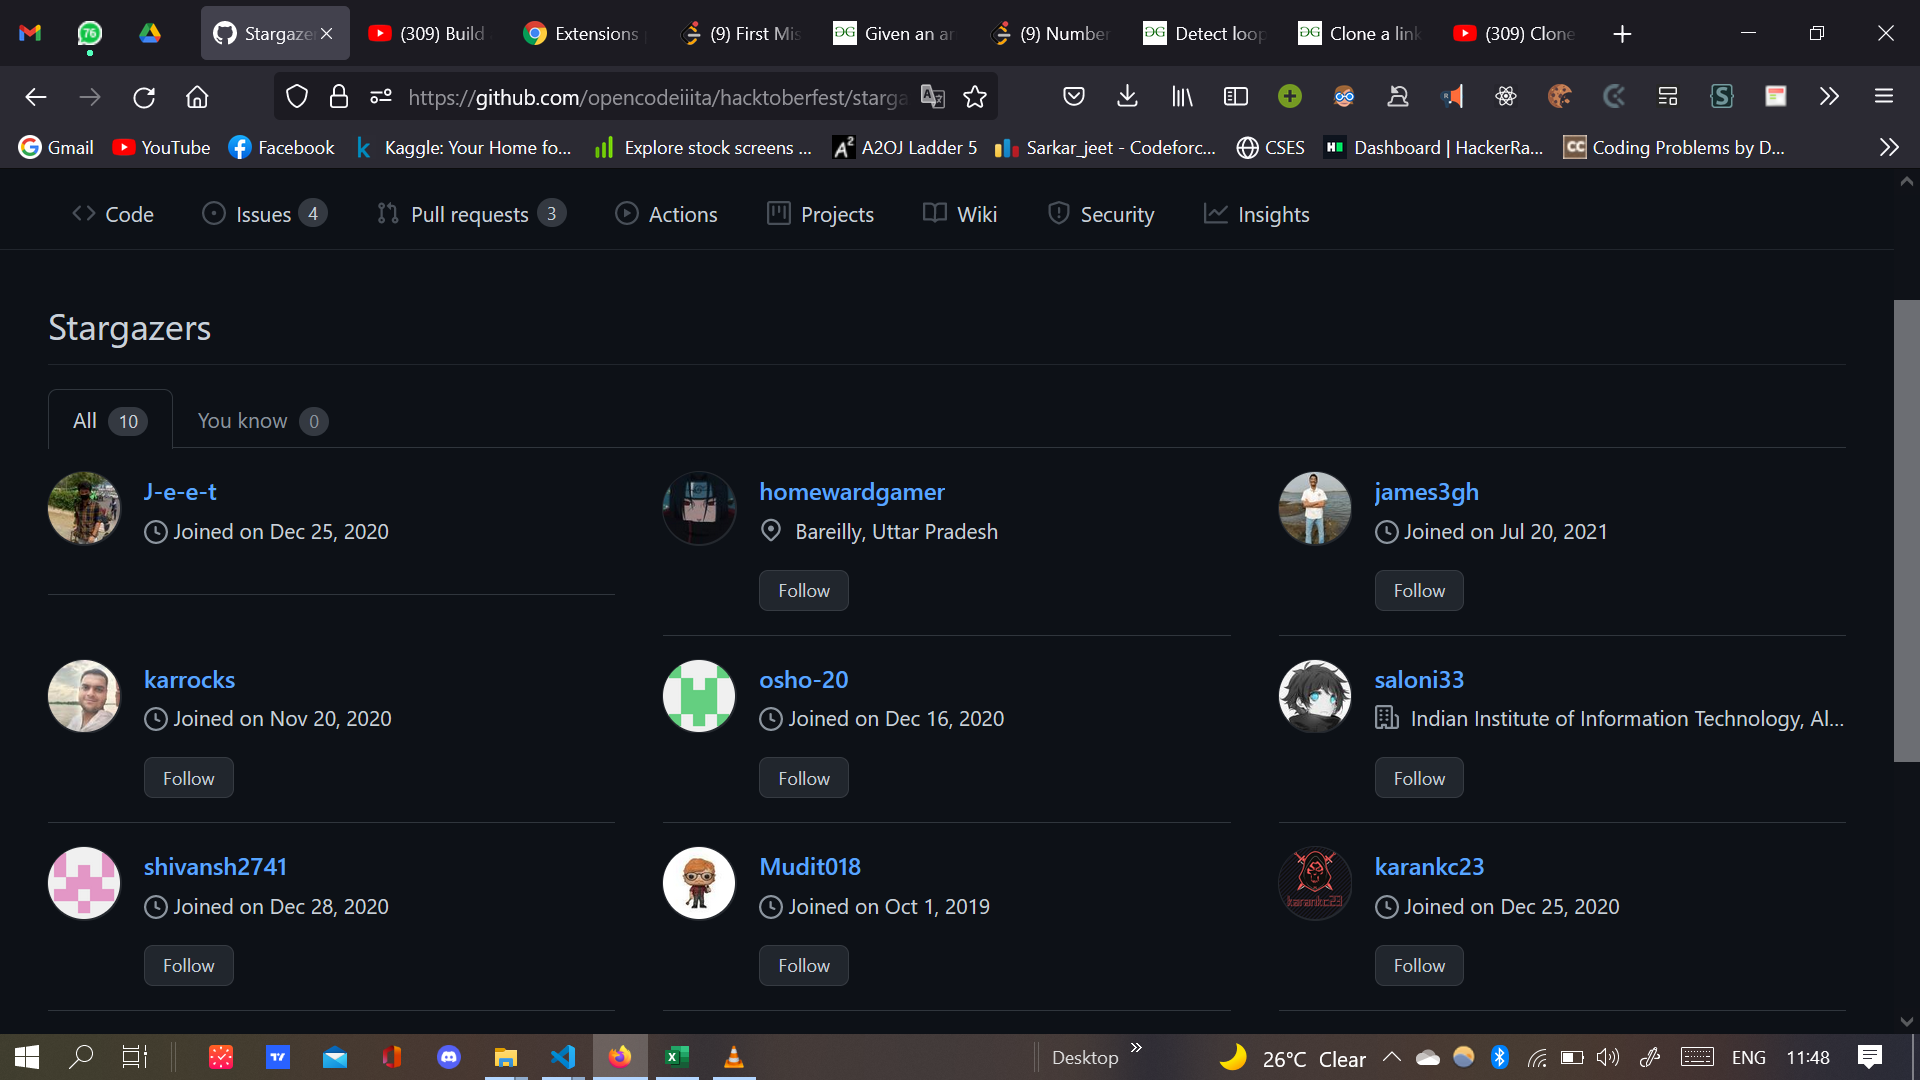 76
Stargaze
(309) Build
Extensions
(9) First Mis
Given an ar
(9) Number
Detect loop
Clone a link
(309) Clone
https://github.com/opencodeiiita/hacktoberfest/starga
Gmail
YouTube
Facebook
Kaggle: Your Home fo...
Explore stock screens ...
A2OJ Ladder 5
Sarkar_jeet - Codeforc...
CSES
Dashboard | HackerRa...
CC Coding Problems by D...
Code
Issues 4
Pull requests 3
Actions
Projects
Wiki
Security
Insights
Stargazers
All 10
You know 0
J-e-e-t
Joined on Dec 25, 2020
homewardgamer
Bareilly, Uttar Pradesh
Follow
james3gh
Joined on Jul 20, 2021
Follow
karrocks
Joined on Nov 20, 2020
Follow
osho-20
Joined on Dec 16, 2020
Follow
saloni33
Indian Institute of Information Technology, Al...
Follow
shivansh2741
Joined on Dec 28, 2020
Follow
Mudit018
Joined on Oct 1, 2019
Follow
karankc23
karankc23
Joined on Dec 25, 2020
Follow
Desktop
26°C Clear
ENG
11:48